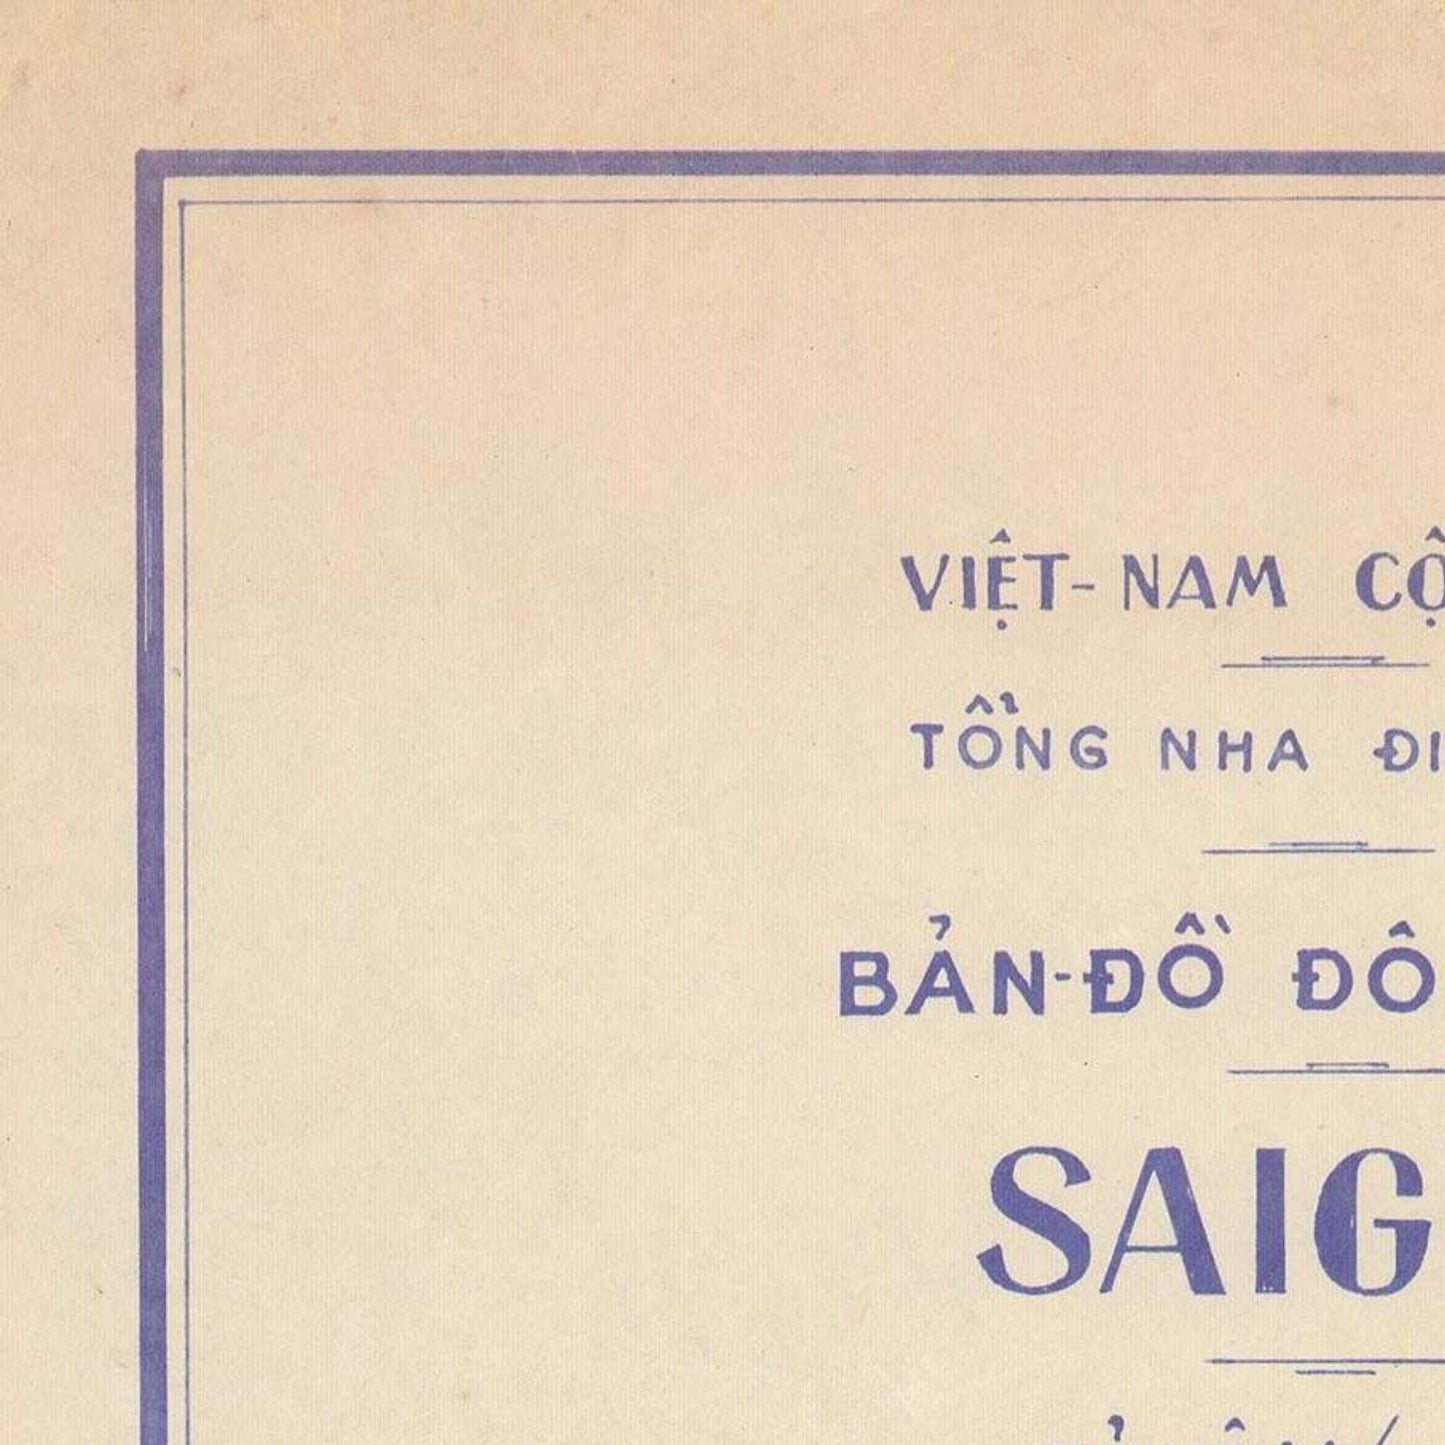 VIỆT-NAM CỘ
TỔNG NHA ĐI
BẢN-ĐỒ ĐÔ
SAIG